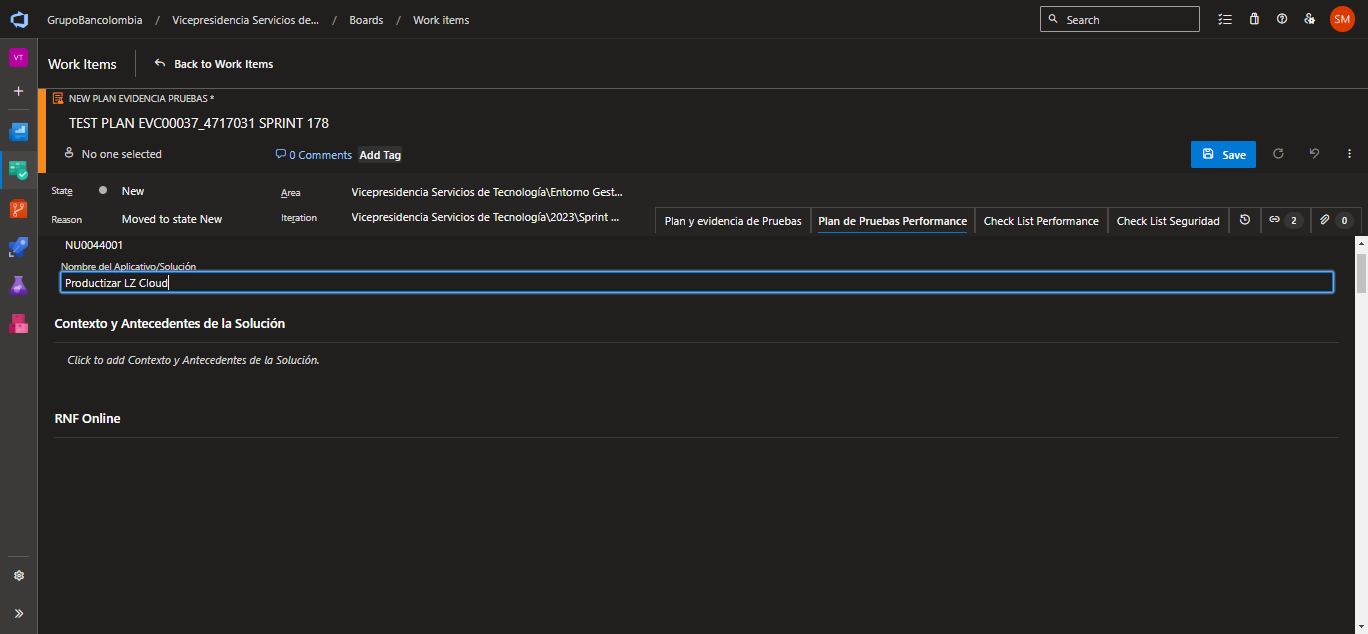 GrupoBancolombia / Vicepresidencia Servicios de... / Boards / Work items
Search
SM
VT
Work Items
Back to Work Items
NEW PLAN EVIDENCIA PRUEBAS *
TEST PLAN EVC00037_4717031 SPRINT 178
No one selected
0 Comments
Add Tag
Save
State
New
Area
Vicepresidencia Servicios de Tecnología\Entorno Gest...
Reason
Moved to state New
Iteration
Vicepresidencia Servicios de Tecnología\2023\Sprint ...
Plan y evidencia de Pruebas
Plan de Pruebas Performance
Check List Performance
Check List Seguridad
2
0
NU0044001
Nombre del Aplicativo/Solución
Productizar LZ Cloud
Contexto y Antecedentes de la Solución
Click to add Contexto y Antecedentes de la Solución.
RNF Online